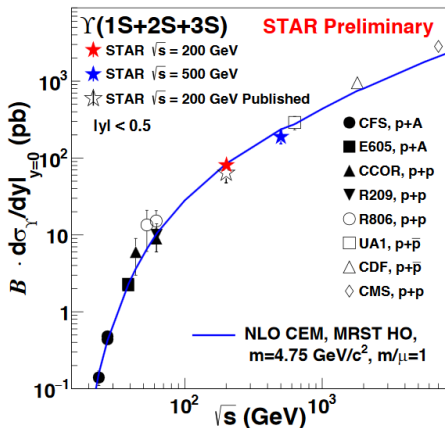 ϒ(1S+2S+3S)
STAR Preliminary
STAR √s = 200 GeV
STAR √s = 500 GeV
STAR √s = 200 GeV Published
|y| < 0.5
CFS, p+A
E605, p+A
CCOR, p+p
R209, p+p
R806, p+p
UA1, p+p̄
CDF, p+p̄
CMS, p+p
NLO CEM, MRST HO,
m=4.75 GeV/c², m/μ=1
B · dσϒ/dy|y=0 (pb)
10³
10²
10
1
10⁻¹
10²
10³
√s (GeV)